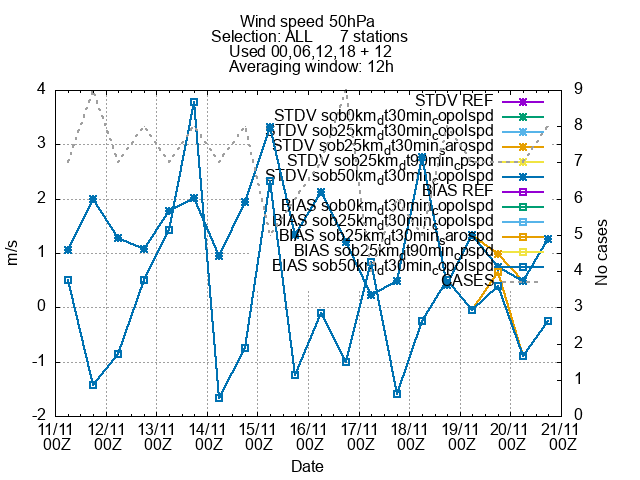 Wind speed 50hPa
Selection: ALL 7 stations
Used 00,06,12,18 + 12
Averaging window: 12h
STDV REF
STDV sob0km_dt30min_copolspd
STDV sob25km_dt30min_copolspd
STDV sob25km_dt30min_sarospd
STDV sob25km_dt90min_copolspd
STDV sob50km_dt30min_copolspd
BIAS REF
BIAS sob0km_dt30min_copolspd
BIAS sob25km_dt30min_copolspd
BIAS sob25km_dt30min_sarospd
BIAS sob25km_dt90min_copolspd
BIAS sob50km_dt30min_copolspd
CASES
4
3
2
1
0
-1
-2
m/s
9
8
7
6
5
4
3
2
1
0
No cases
11/11 12/11 13/11 14/11 15/11 16/11 17/11 18/11 19/11 20/11 21/11
00Z 00Z 00Z 00Z 00Z 00Z 00Z 00Z 00Z 00Z 00Z
Date